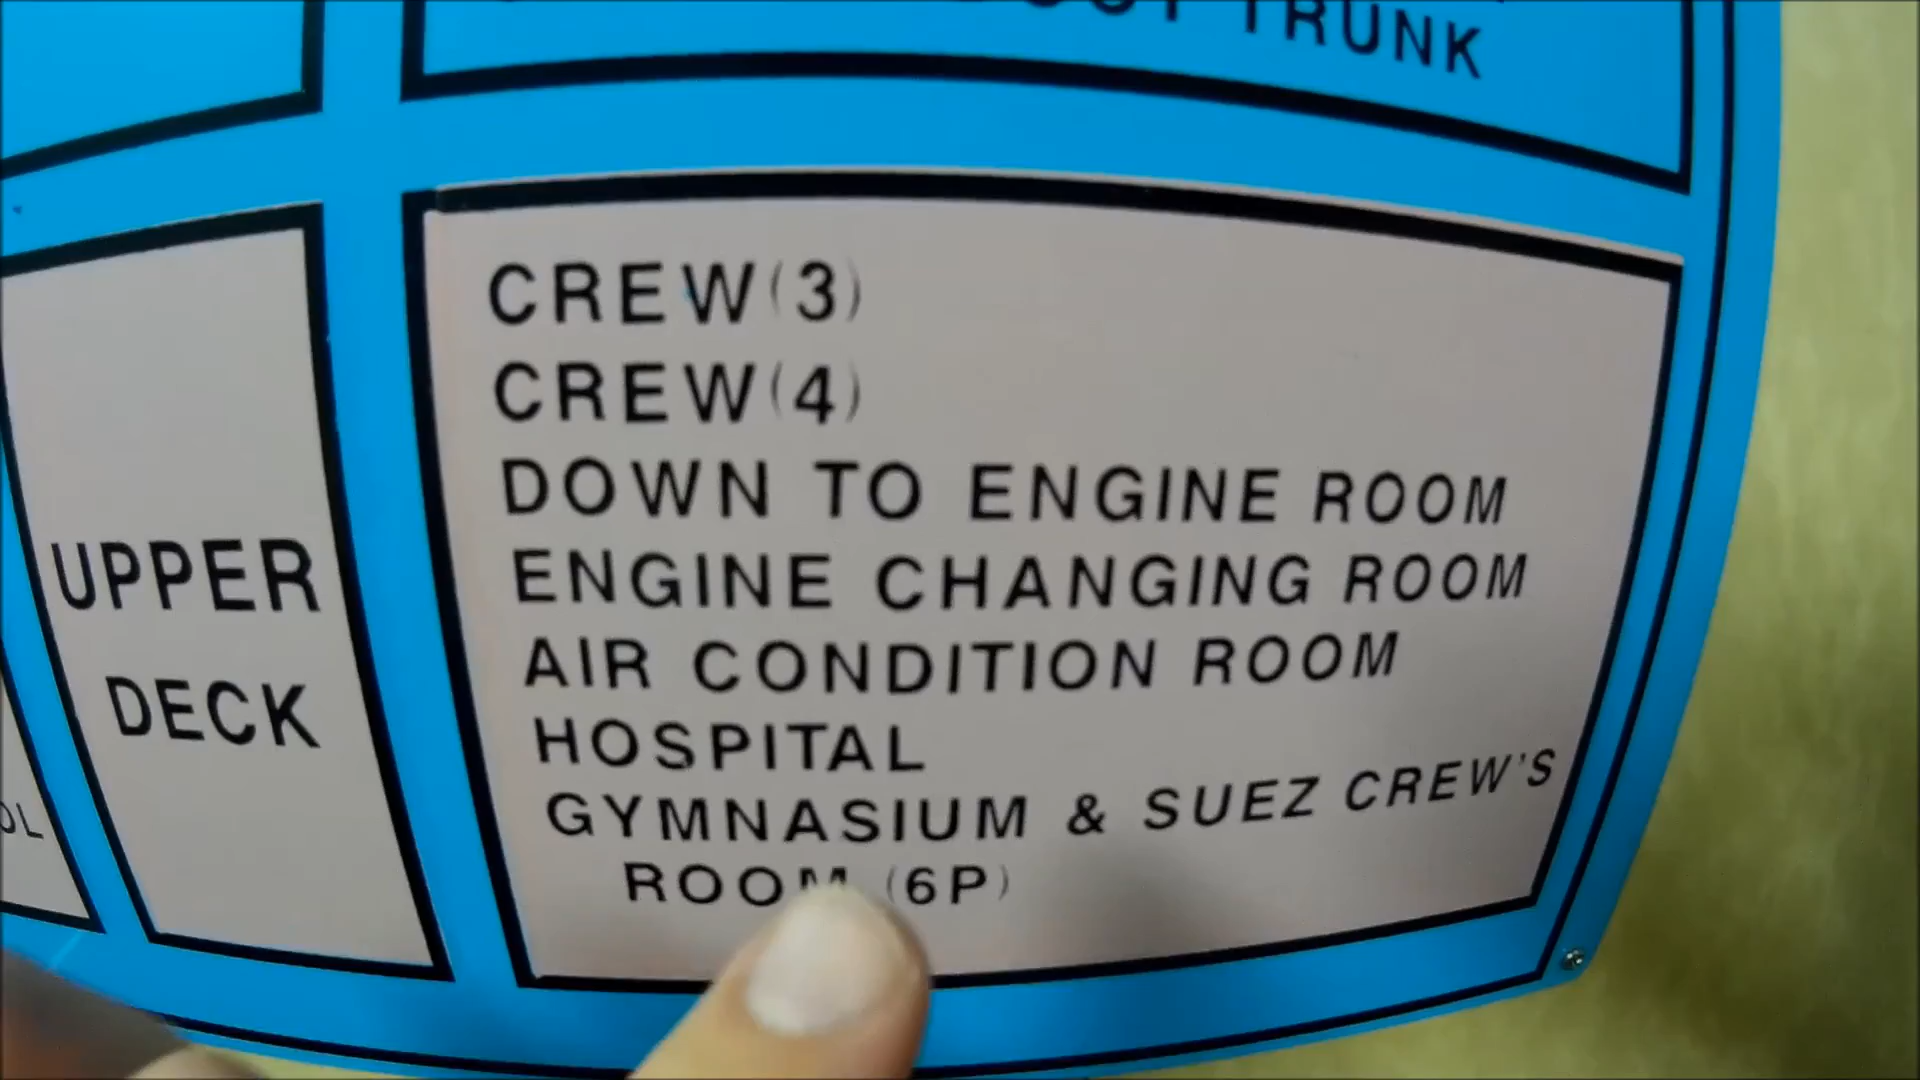 TRUNK
CREW(3)
CREW(4)
DOWN TO ENGINE ROOM
ENGINE CHANGING ROOM
AIR CONDITION ROOM
HOSPITAL
GYMNASIUM & SUEZ CREW'S
ROOM (6P)
UPPER
DECK